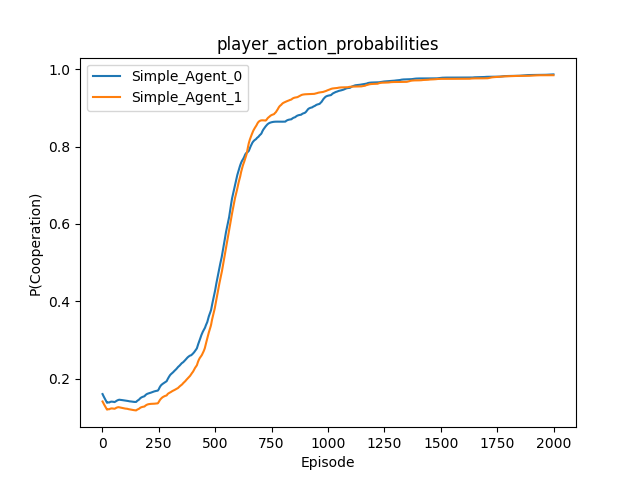 player_action_probabilities
Simple_Agent_0
Simple_Agent_1
P(Cooperation)
1.0
0.8
0.6
0.4
0.2
0 250 500 750 1000 1250 1500 1750 2000
Episode